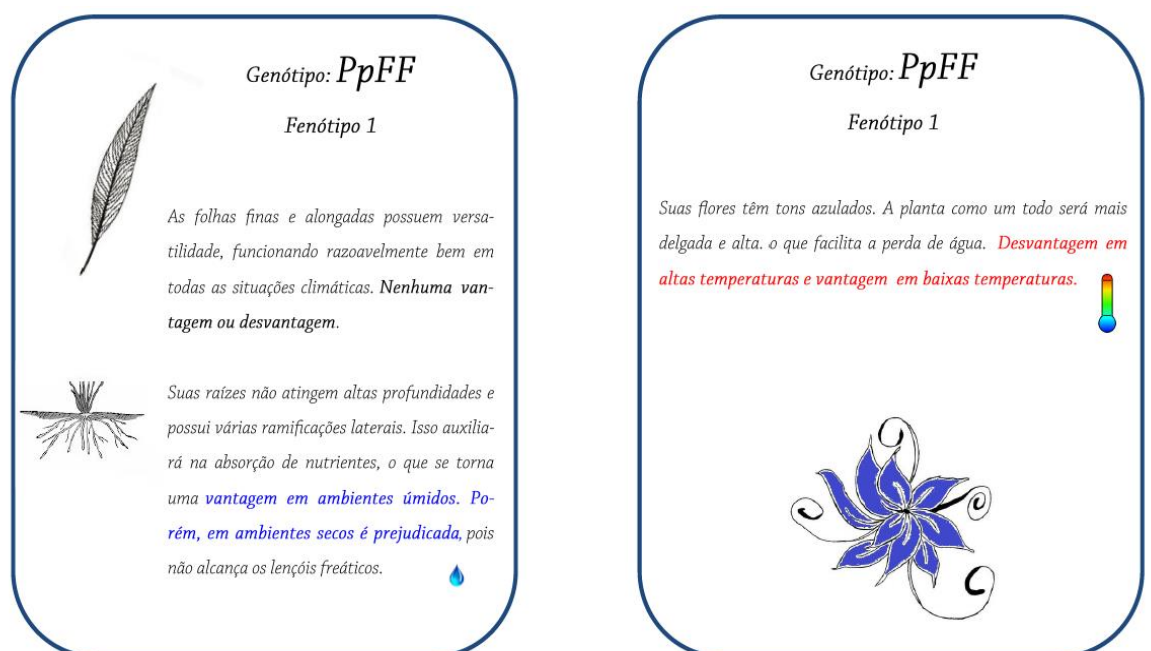 Genótipo: PpFF
Fenótipo 1
As folhas finas e alongadas possuem versa-
tilidade, funcionando razoavelmente bem em
todas as situações climáticas. Nenhuma van-
tagem ou desvantagem.
Suas raízes não atingem altas profundidades e
possui várias ramificações laterais. Isso auxilia-
rá na absorção de nutrientes, o que se torna
uma vantagem em ambientes úmidos. Po-
rém, em ambientes secos é prejudicada, pois
não alcança os lençóis freáticos.
Genótipo: PpFF
Fenótipo 1
Suas flores têm tons azulados. A planta como um todo será mais
delgada e alta. o que facilita a perda de água. Desvantagem em
altas temperaturas e vantagem em baixas temperaturas.